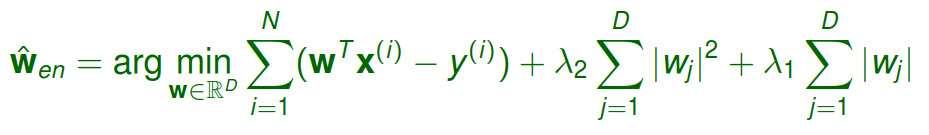 ŵ_en = arg min_{w∈ℝ^D} ∑_{i=1}^{N} (w^T x^(i) − y^(i)) + λ_2 ∑_{j=1}^{D} |w_j|^2 + λ_1 ∑_{j=1}^{D} |w_j|